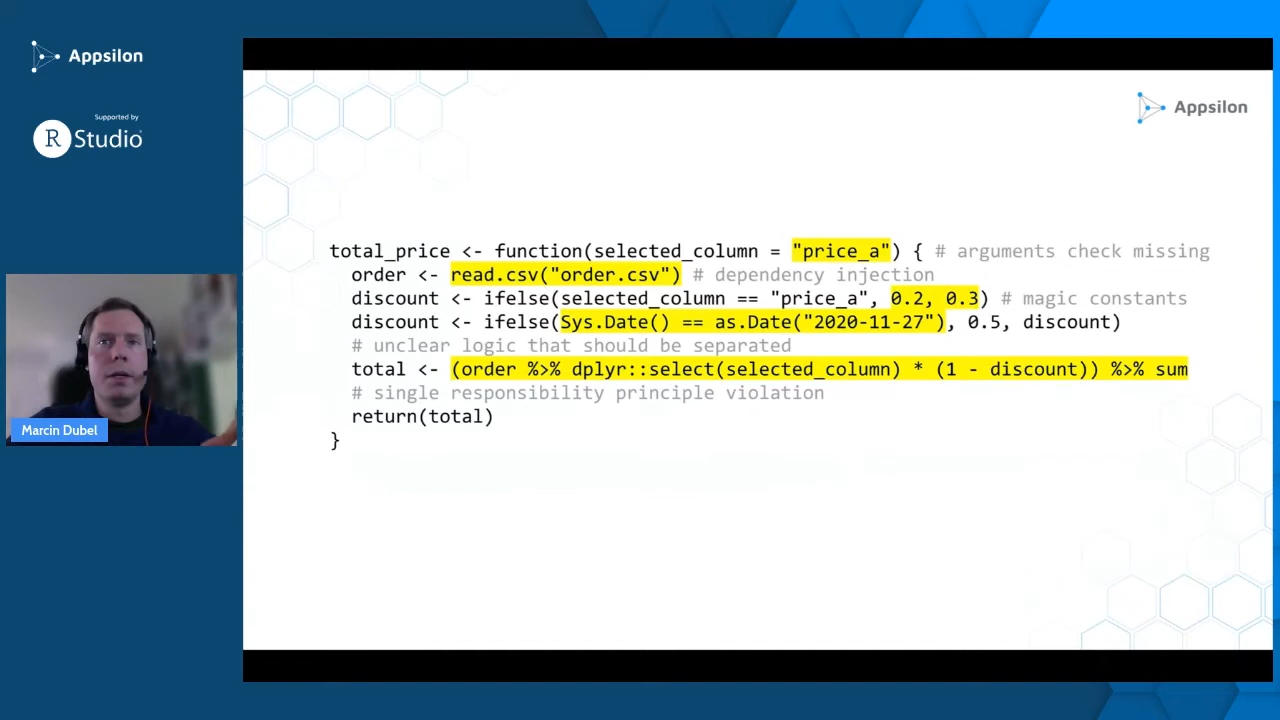 Appsilon
Supported by
R Studio
Marcin Dubel
Appsilon
total_price <- function(selected_column = "price_a") { # arguments check missing
  order <- read.csv("order.csv") # dependency injection
  discount <- ifelse(selected_column == "price_a", 0.2, 0.3) # magic constants
  discount <- ifelse(Sys.Date() == as.Date("2020-11-27"), 0.5, discount)
  # unclear logic that should be separated
  total <- (order %>% dplyr::select(selected_column) * (1 - discount)) %>% sum
  # single responsibility principle violation
  return(total)
}